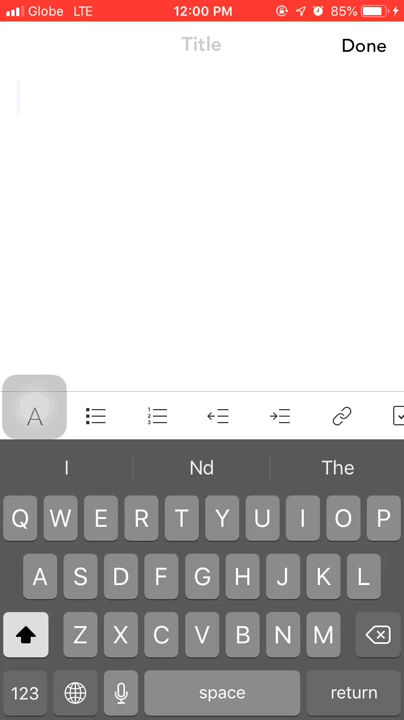 Globe LTE 12:00 PM 85%
Title Done
A
I Nd The
Q W E R T Y U I O P
A S D F G H J K L
Z X C V B N M
123 space return